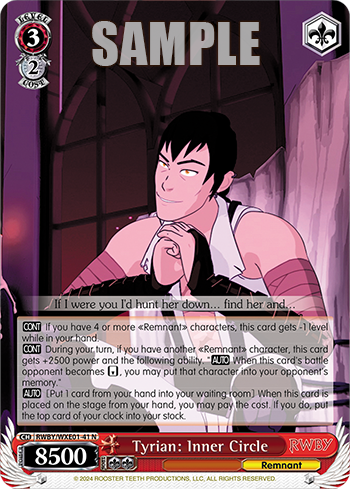 LEVEL
3
2
COST
SAMPLE
If I were you I'd hunt her down... find her and...
CONT If you have 4 or more «Remnant» characters, this card gets -1 level
while in your hand.
CONT During your turn, if you have another «Remnant» character, this card
gets +2500 power and the following ability. "AUTO When this card's battle
opponent becomes, you may put that character into your opponent's
memory."
AUTO [Put 1 card from your hand into your waiting room] When this card is
placed on the stage from your hand, you may pay the cost. If you do, put
the top card of your clock into your stock.
CH RWBY/WXE01-41 N
POWER 8500
SOUL
Tyrian: Inner Circle
RWBY
Remnant
© 2024 ROOSTER TEETH PRODUCTIONS, LLC, ALL RIGHTS RESERVED.